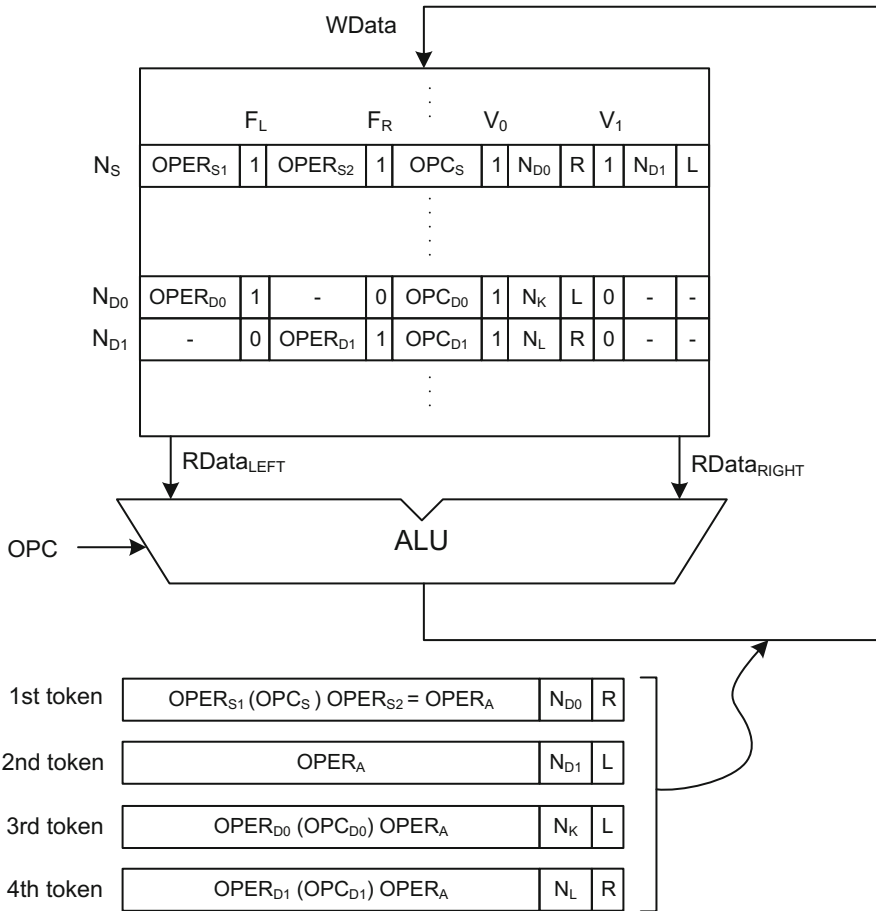 WData
F_L F_R V_0 V_1
N_S OPER_S1 1 OPER_S2 1 OPC_S 1 N_D0 R 1 N_D1 L
N_D0 OPER_D0 1 - 0 OPC_D0 1 N_K L 0 - -
N_D1 - 0 OPER_D1 1 OPC_D1 1 N_L R 0 - -
RData_LEFT RData_RIGHT
OPC ALU
1st token OPER_S1 (OPC_S ) OPER_S2 = OPER_A N_D0 R
2nd token OPER_A N_D1 L
3rd token OPER_D0 (OPC_D0) OPER_A N_K L
4th token OPER_D1 (OPC_D1) OPER_A N_L R